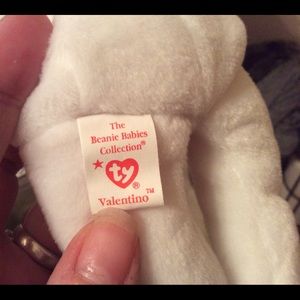 The
Beanie Babies
Collection®
ty
®
Valentino™